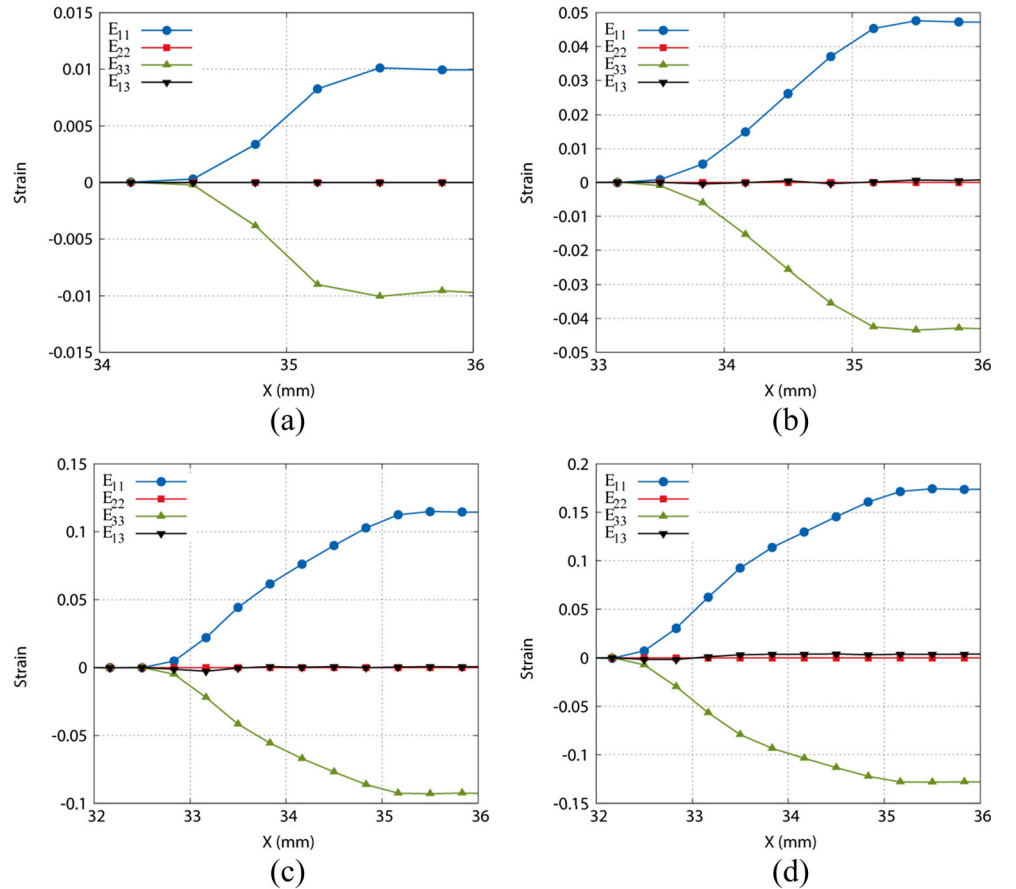 0.015
E11
E22
E33
E13
0.01
0.005
0
-0.005
-0.01
-0.015
Strain
34
35
36
X (mm)
(a)
0.05
E11
E22
E33
E13
0.04
0.03
0.02
0.01
0
-0.01
-0.02
-0.03
-0.04
-0.05
Strain
33
34
35
36
X (mm)
(b)
0.15
E11
E22
E33
E13
0.1
0.05
0
-0.05
-0.1
Strain
32
33
34
35
36
X (mm)
(c)
0.2
E11
E22
E33
E13
0.15
0.1
0.05
0
-0.05
-0.1
-0.15
Strain
32
33
34
35
36
X (mm)
(d)